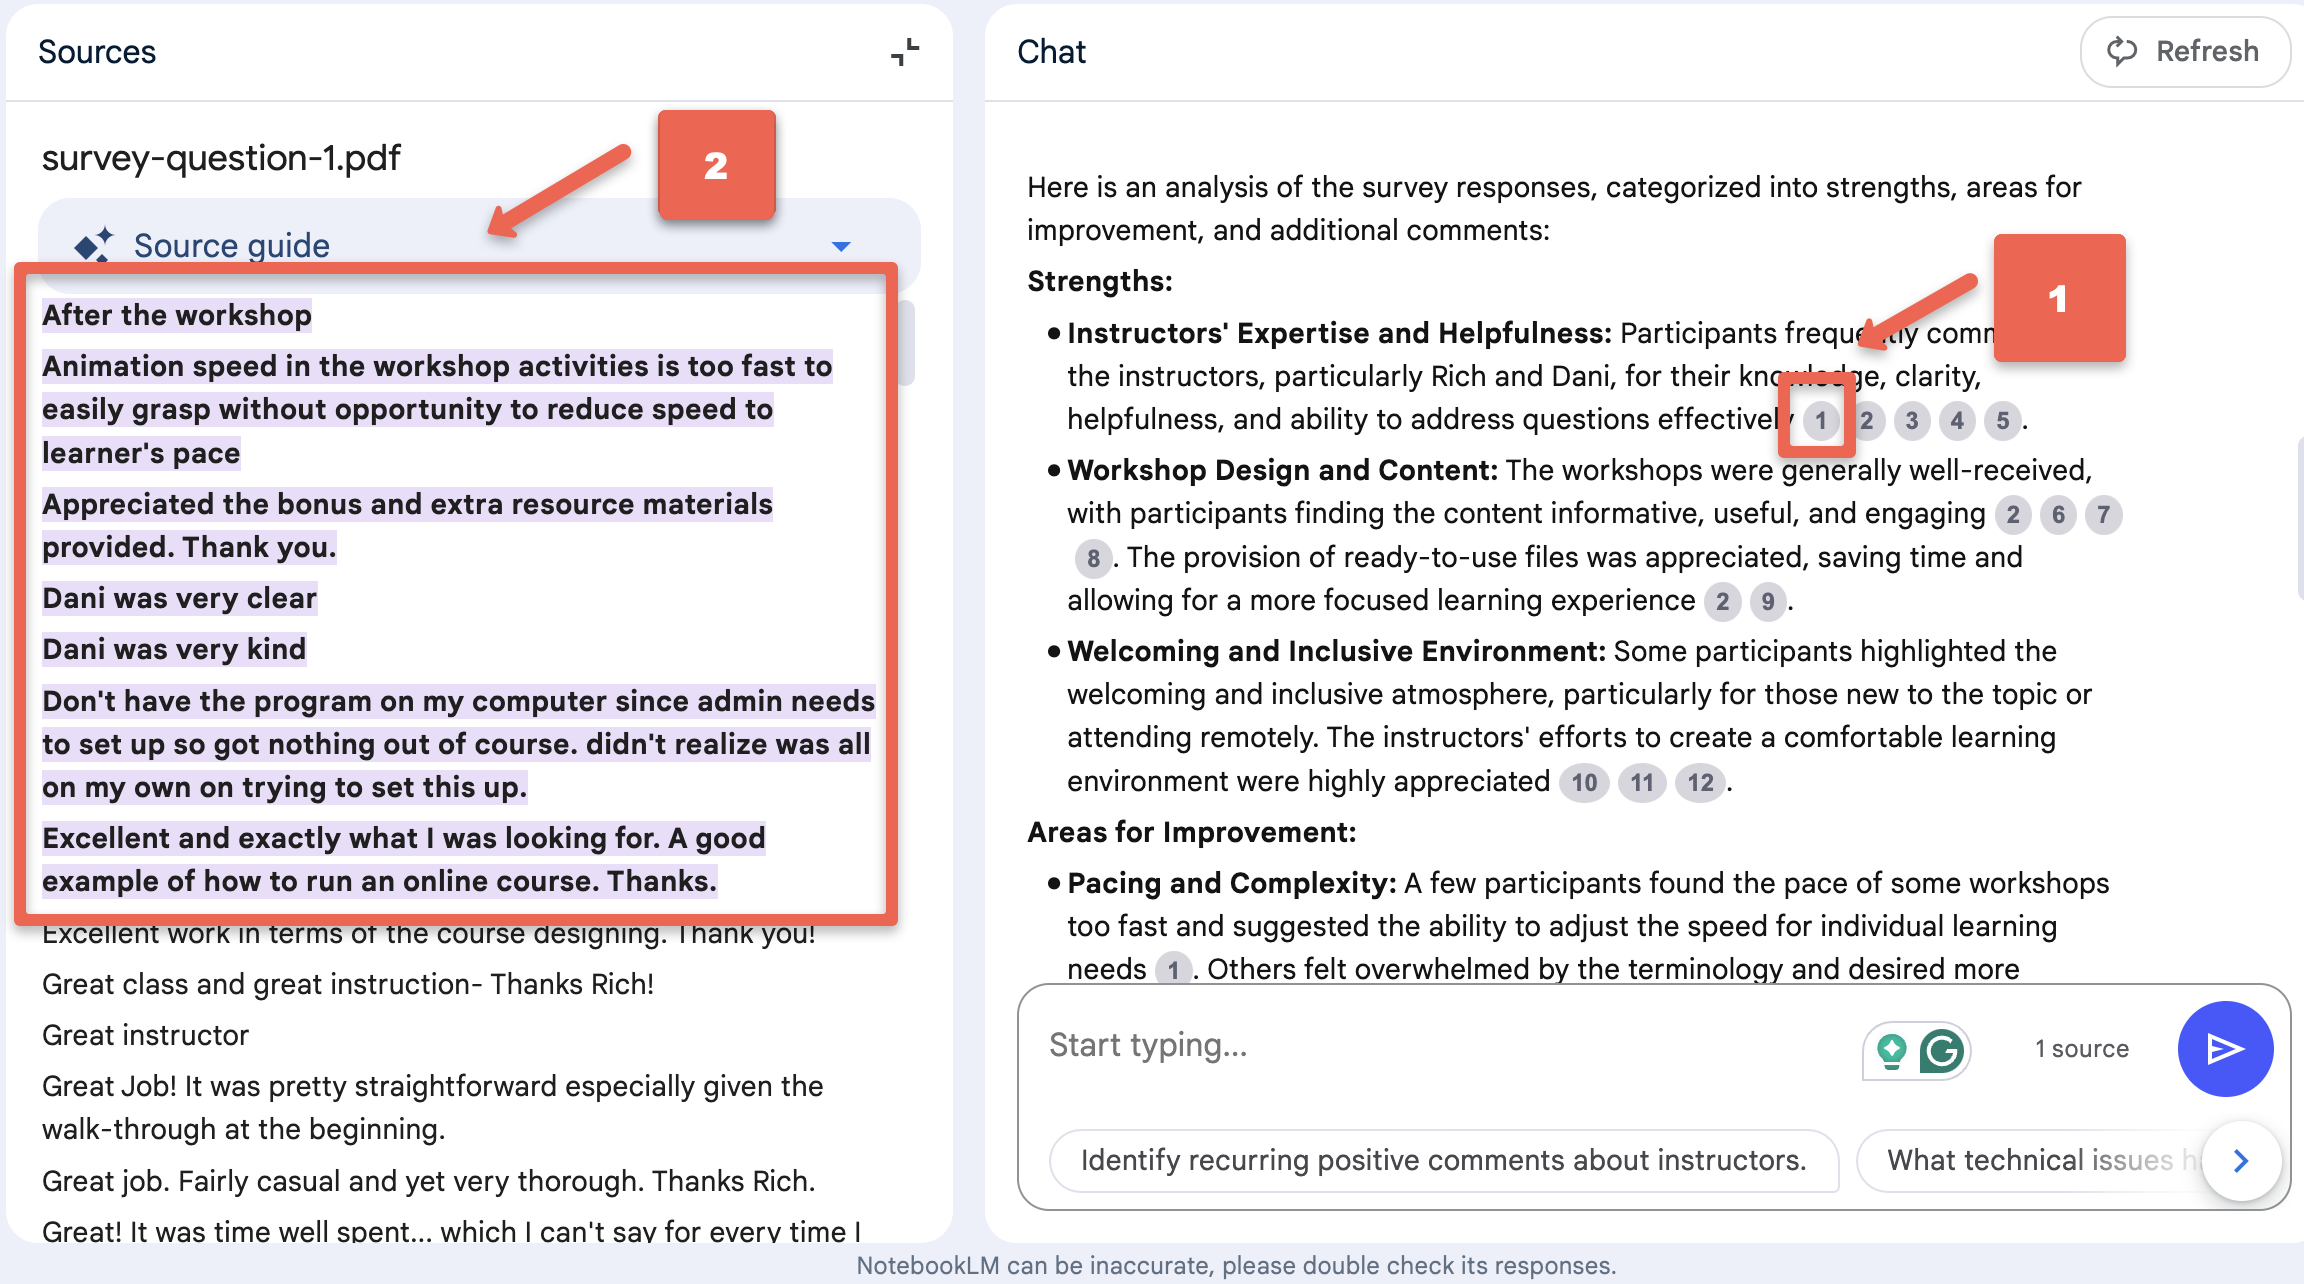 Sources
survey-question-1.pdf
2
Source guide
After the workshop
Animation speed in the workshop activities is too fast to
easily grasp without opportunity to reduce speed to
learner's pace
Appreciated the bonus and extra resource materials
provided. Thank you.
Dani was very clear
Dani was very kind
Don't have the program on my computer since admin needs
to set up so got nothing out of course. didn't realize was all
on my own on trying to set this up.
Excellent and exactly what I was looking for. A good
example of how to run an online course. Thanks.
Excellent work in terms of the course designing. Thank you!
Great class and great instruction- Thanks Rich!
Great instructor
Great Job! It was pretty straightforward especially given the
walk-through at the beginning.
Great job. Fairly casual and yet very thorough. Thanks Rich.
Great! It was time well spent... which I can't say for every time I
Chat
Refresh
Here is an analysis of the survey responses, categorized into strengths, areas for
improvement, and additional comments:
1
Strengths:
• Instructors' Expertise and Helpfulness: Participants frequently
the instructors, particularly Rich and Dani, for their knowledge, clarity,
helpfulness, and ability to address questions effectively 1 2 3 4 5.
• Workshop Design and Content: The workshops were generally well-received,
with participants finding the content informative, useful, and engaging 2 6 7
8. The provision of ready-to-use files was appreciated, saving time and
allowing for a more focused learning experience 2 9.
• Welcoming and Inclusive Environment: Some participants highlighted the
welcoming and inclusive atmosphere, particularly for those new to the topic or
attending remotely. The instructors' efforts to create a comfortable learning
environment were highly appreciated 10 11 12.
Areas for Improvement:
• Pacing and Complexity: A few participants found the pace of some workshops
too fast and suggested the ability to adjust the speed for individual learning
needs 1. Others felt overwhelmed by the terminology and desired more
Start typing...
1 source
Identify recurring positive comments about instructors.
What technical issues
NotebookLM can be inaccurate, please double check its responses.